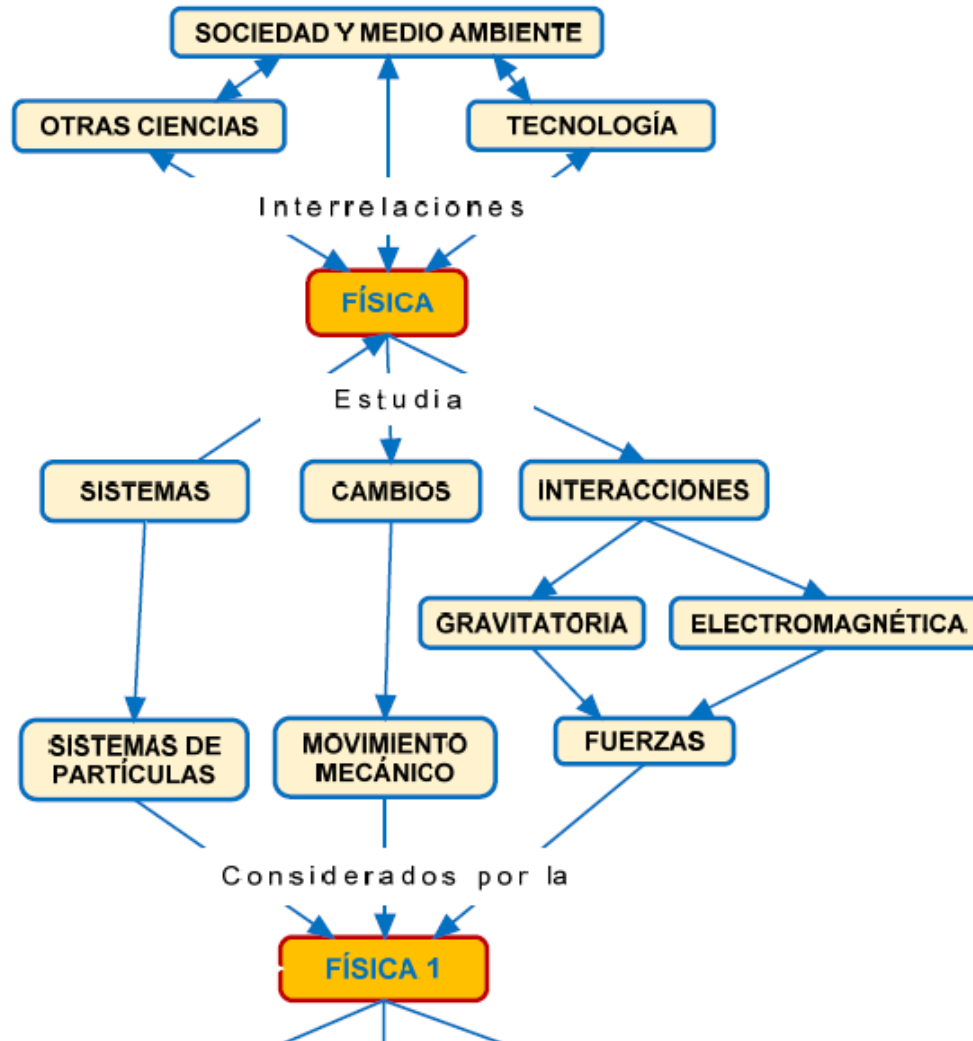 SOCIEDAD Y MEDIO AMBIENTE
OTRAS CIENCIAS
TECNOLOGÍA
Interrelaciones
FÍSICA
Estudia
SISTEMAS
CAMBIOS
INTERACCIONES
GRAVITATORIA
ELECTROMAGNÉTICA
SISTEMAS DE
PARTÍCULAS
MOVIMIENTO
MECÁNICO
FUERZAS
Considerados por la
FÍSICA 1